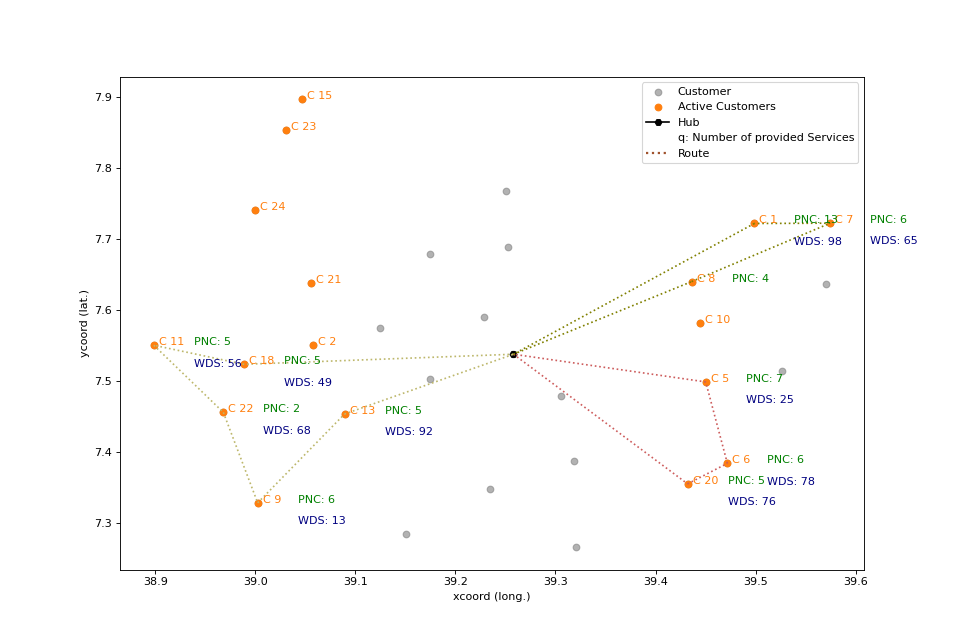 Customer
Active Customers
Hub
q: Number of provided Services
Route
7.9
7.8
7.7
7.6
7.5
7.4
7.3
ycoord (lat.)
C 15
C 23
C 24
C 21
C 2
C 1
PNC: 13
WDS: 98
C 7
PNC: 6
WDS: 65
C 8
PNC: 4
C 10
C 11
PNC: 5
WDS: 56
C 18
PNC: 5
WDS: 49
C 22
PNC: 2
WDS: 68
C 13
PNC: 5
WDS: 92
C 9
PNC: 6
WDS: 13
C 5
PNC: 7
WDS: 25
C 6
PNC: 6
WDS: 78
C 20
PNC: 5
WDS: 76
38.9
39.0
39.1
39.2
39.3
39.4
39.5
39.6
xcoord (long.)